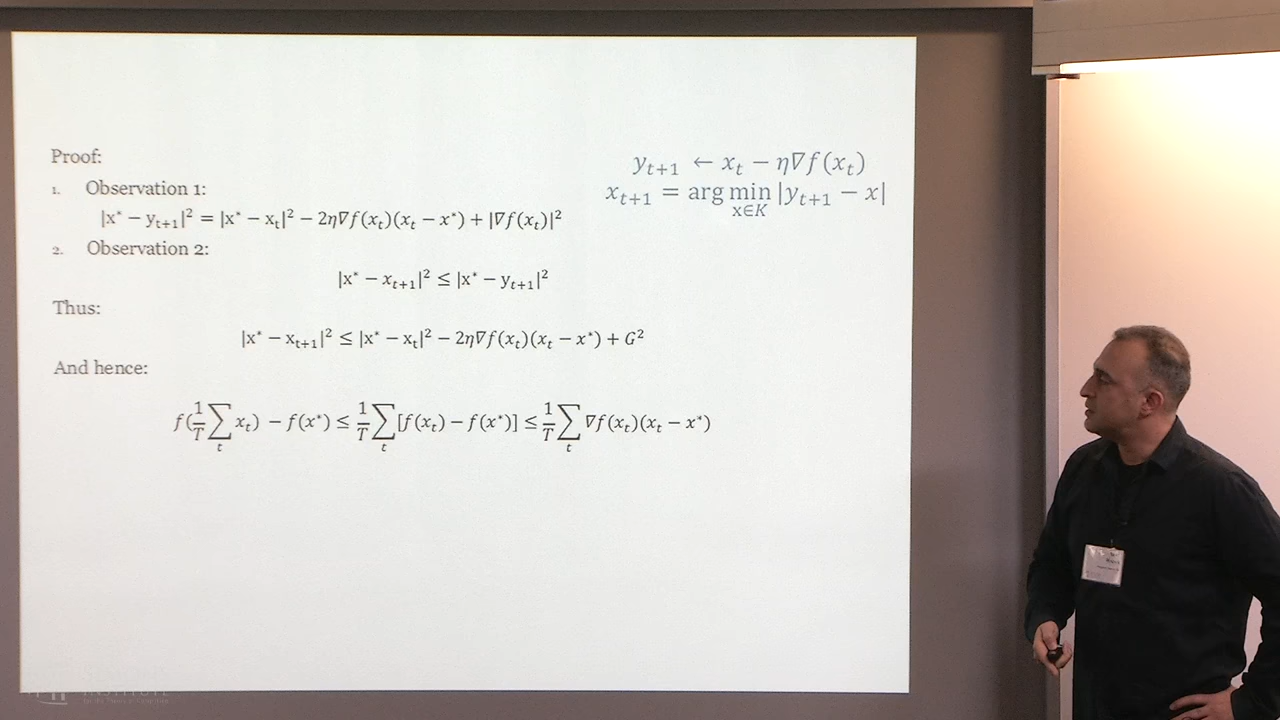 Proof:
1. Observation 1:
|x* − y_{t+1}|² = |x* − x_t|² − 2η∇f(x_t)(x_t − x*) + |∇f(x_t)|²
2. Observation 2:
|x* − x_{t+1}|² ≤ |x* − y_{t+1}|²
Thus:
|x* − x_{t+1}|² ≤ |x* − x_t|² − 2η∇f(x_t)(x_t − x*) + G²
And hence:
f(1/T ∑_t x_t) − f(x*) ≤ 1/T ∑_t [f(x_t) − f(x*)] ≤ 1/T ∑_t ∇f(x_t)(x_t − x*)
y_{t+1} ← x_t − η∇f(x_t)
x_{t+1} = arg min_{x∈K} |y_{t+1} − x|
INSTITUTE